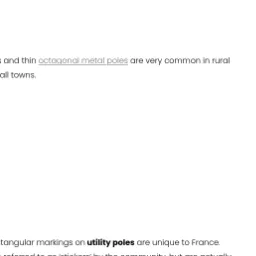 and thin octagonal metal poles are very common in rural
all towns.
tangular markings on utility poles are unique to France.